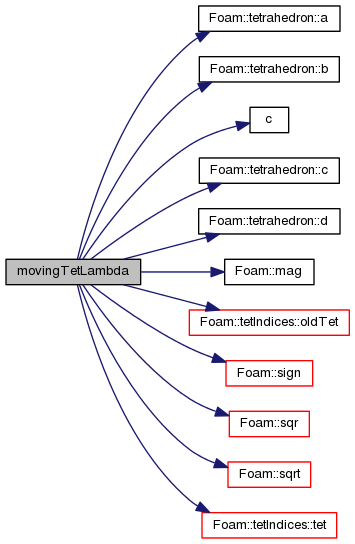 Foam::tetrahedron::a
Foam::tetrahedron::b
c
Foam::tetrahedron::c
Foam::tetrahedron::d
movingTetLambda
Foam::mag
Foam::tetIndices::oldTet
Foam::sign
Foam::sqr
Foam::sqrt
Foam::tetIndices::tet